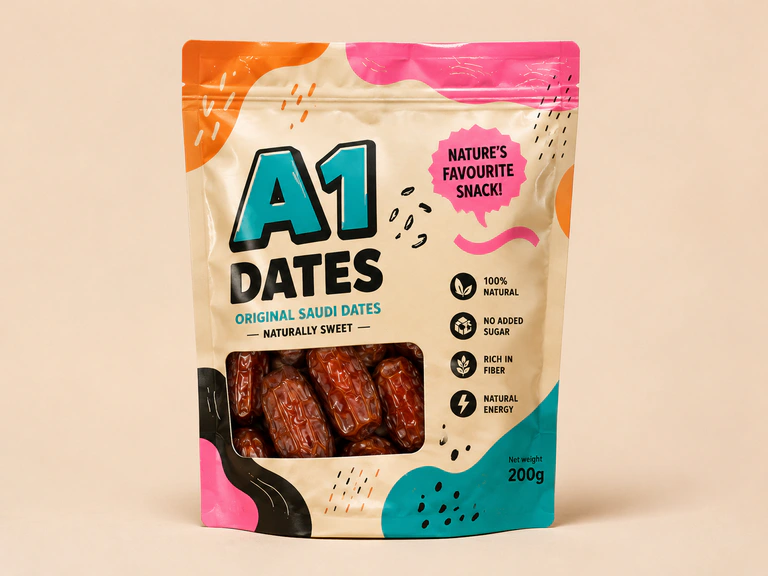 A1
DATES
ORIGINAL SAUDI DATES
— NATURALLY SWEET —
NATURE'S
FAVOURITE
SNACK!
100%
NATURAL
NO ADDED
SUGAR
RICH IN
FIBER
NATURAL
ENERGY
Net weight
200g